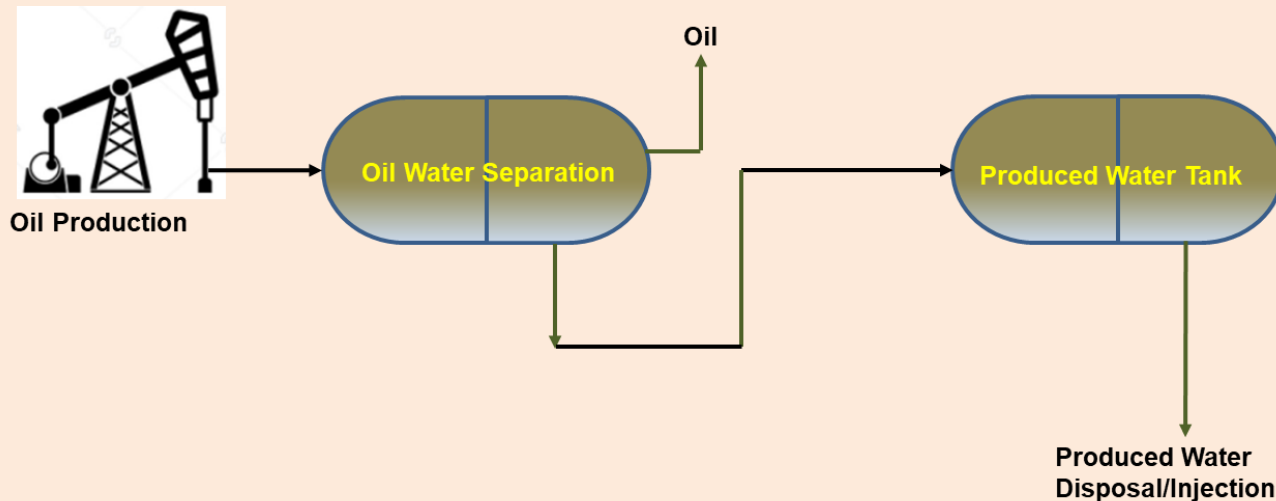 Oil
Oil Water Separation
Produced Water Tank
Oil Production
Produced Water
Disposal/Injection